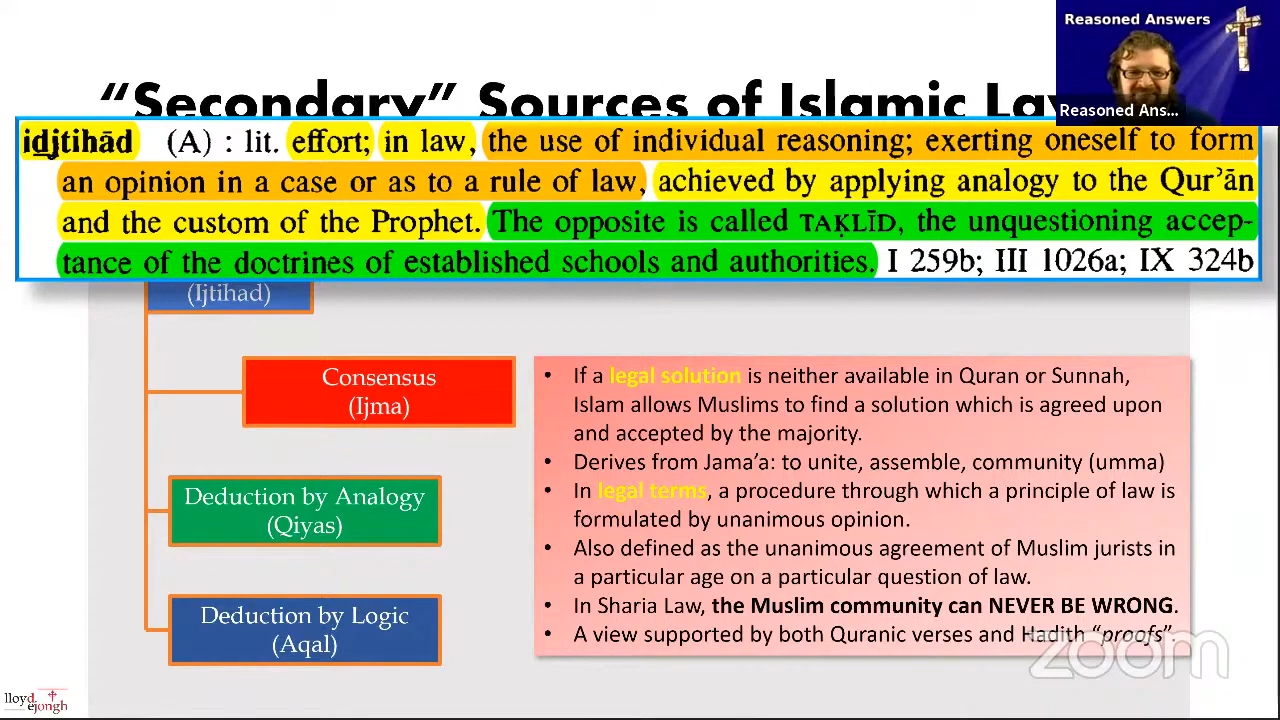 Reasoned Answers
Reasoned Ans...
“Secondary” Sources of Islamic La
idjtihād (A) : lit. effort; in law, the use of individual reasoning; exerting oneself to form
an opinion in a case or as to a rule of law, achieved by applying analogy to the Qurʾān
and the custom of the Prophet. The opposite is called TAḲLĪD, the unquestioning accep-
tance of the doctrines of established schools and authorities. I 259b; III 1026a; IX 324b
(Ijtihad)
Consensus
(Ijma)
Deduction by Analogy
(Qiyas)
Deduction by Logic
(Aqal)
• If a legal solution is neither available in Quran or Sunnah,
Islam allows Muslims to find a solution which is agreed upon
and accepted by the majority.
• Derives from Jama’a: to unite, assemble, community (umma)
• In legal terms, a procedure through which a principle of law is
formulated by unanimous opinion.
• Also defined as the unanimous agreement of Muslim jurists in
a particular age on a particular question of law.
• In Sharia Law, the Muslim community can NEVER BE WRONG.
• A view supported by both Quranic verses and Hadith “proofs”.
zoom
lloyd
ejongh